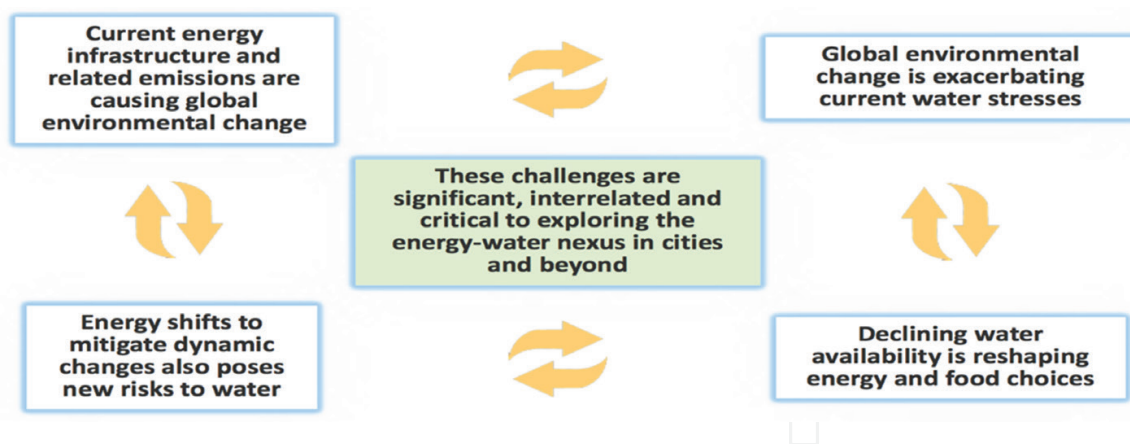 Current energy
infrastructure and
related emissions are
causing global
environmental change
Global environmental
change is exacerbating
current water stresses
These challenges are
significant, interrelated and
critical to exploring the
energy-water nexus in cities
and beyond
Energy shifts to
mitigate dynamic
changes also poses
new risks to water
Declining water
availability is reshaping
energy and food choices